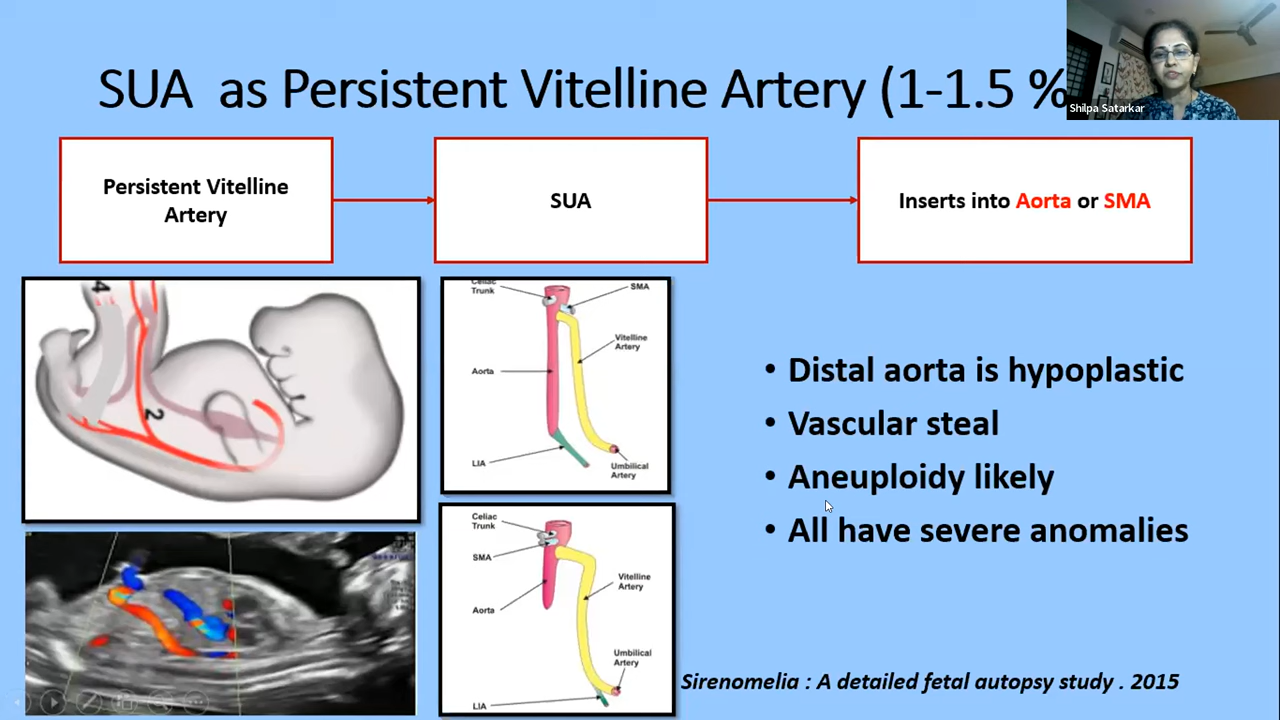 SUA as Persistent Vitelline Artery (1-1.5 %
Shilpa Satarkar
Persistent Vitelline
Artery
SUA
Inserts into Aorta or SMA
4
2
Celiac
Trunk
SMA
Vitelline
Artery
Aorta
LIA
Umbilical
Artery
Celiac
Trunk
SMA
Vitelline
Artery
Aorta
Umbilical
Artery
LIA
• Distal aorta is hypoplastic
• Vascular steal
• Aneuploidy likely
• All have severe anomalies
Sirenomelia : A detailed fetal autopsy study . 2015